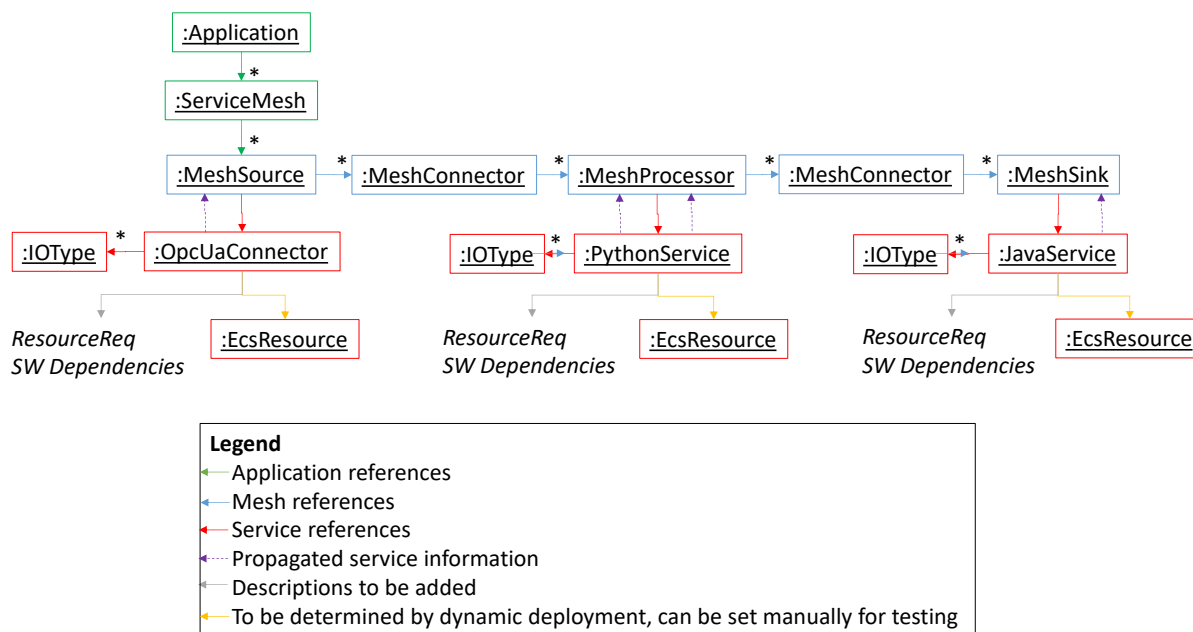 :Application
*
:ServiceMesh
*
:MeshSource
*
:MeshConnector
*
:MeshProcessor
*
:MeshConnector
*
:MeshSink
:IOType
*
:OpcUaConnector
:IOType
*
:PythonService
:IOType
*
:JavaService
ResourceReq
SW Dependencies
:EcsResource
ResourceReq
SW Dependencies
:EcsResource
ResourceReq
SW Dependencies
:EcsResource
Legend
Application references
Mesh references
Service references
Propagated service information
Descriptions to be added
To be determined by dynamic deployment, can be set manually for testing